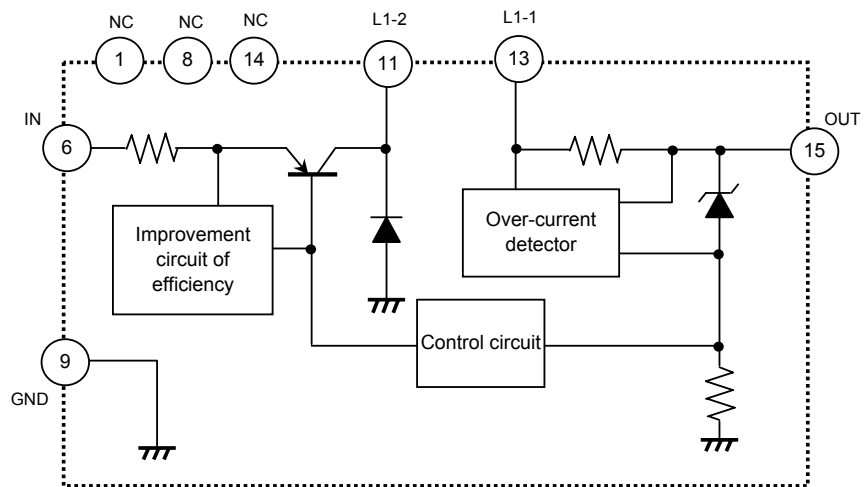 NC
NC
NC
L1-2
L1-1
1
8
14
11
13
IN
6
OUT
15
Improvement
circuit of
efficiency
Over-current
detector
Control circuit
9
GND